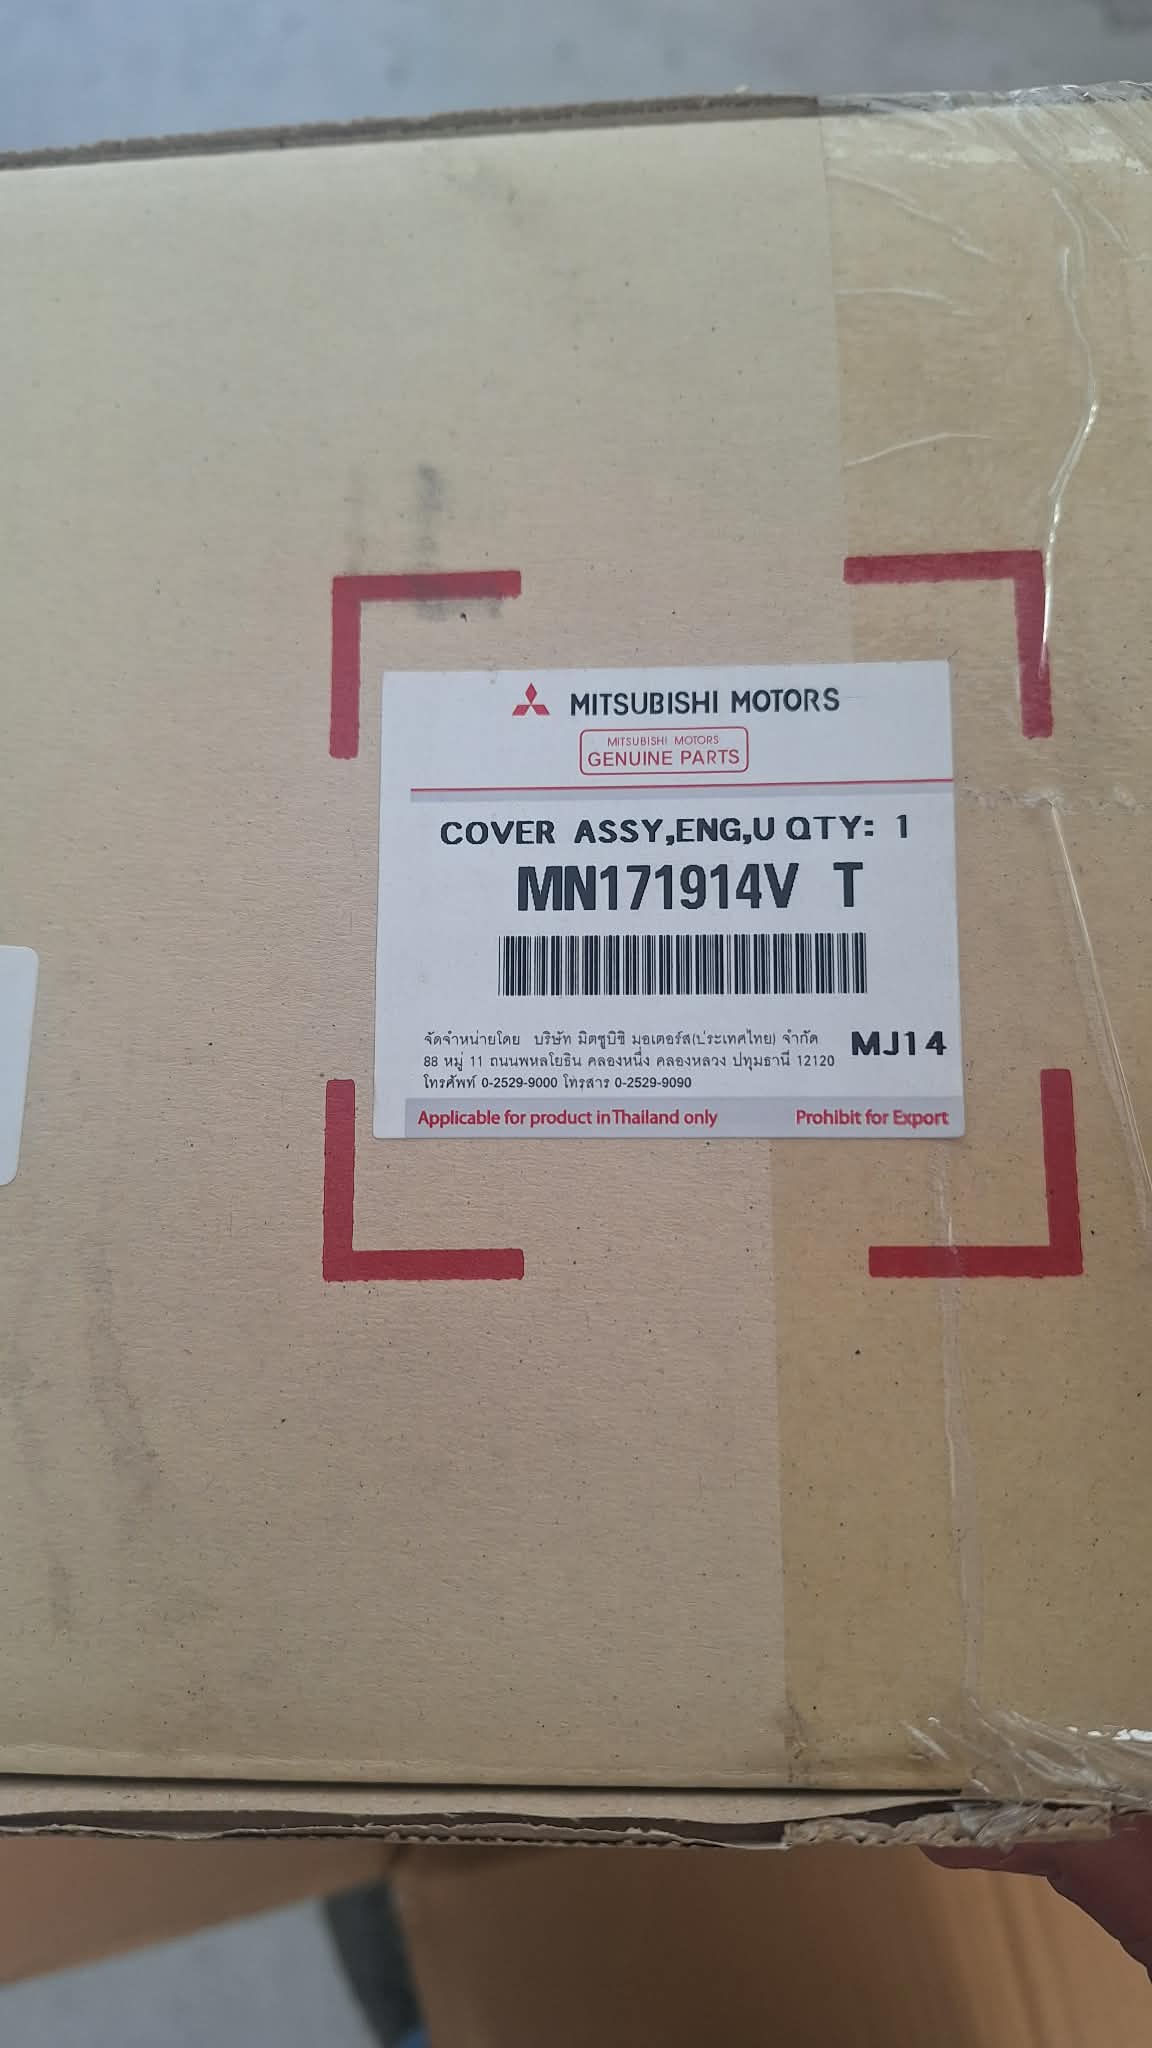 MITSUBISHI MOTORS
MITSUBISHI MOTORS
GENUINE PARTS
COVER ASSY,ENG,U QTY: 1
MN171914V T
จัดจำหน่ายโดย บริษัท มิตซูบิชิ มอเตอร์ส(ประเทศไทย) จำกัด
88 หมู่ 11 ถนนพหลโยธิน คลองหนึ่ง คลองหลวง ปทุมธานี 12120
โทรศัพท์ 0-2529-9000 โทรสาร 0-2529-9090
MJ14
Applicable for product in Thailand only Prohibit for Export